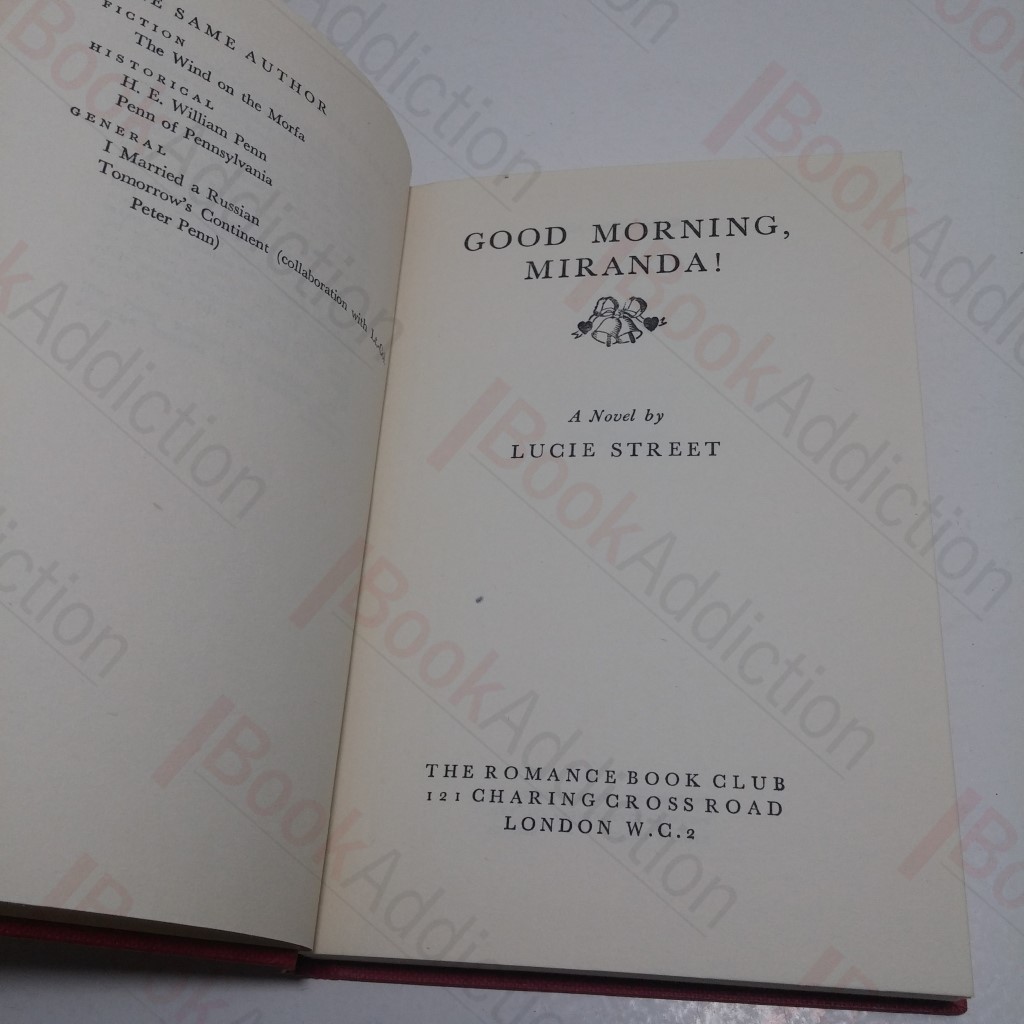 E SAME AUTHOR
FICTION
The Wind on the Morfa
HISTORICAL
H. E. William Penn
Penn of Pennsylvania
GENERAL
I Married a Russian
Tomorrow's Continent (collaboration with Lt.-Col.
Peter Penn)
GOOD MORNING,
MIRANDA!
A Novel by
LUCIE STREET
THE ROMANCE BOOK CLUB
121 CHARING CROSS ROAD
LONDON W.C.2
BookAddiction